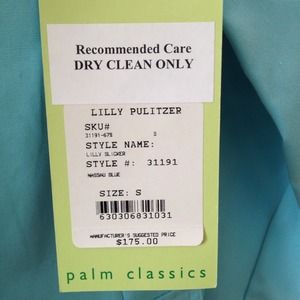 Recommended Care
DRY CLEAN ONLY
LILLY PULITZER
SKU#
31191-675 S
STYLE NAME:
LILLY SLICKER
STYLE #: 31191
NASSAU BLUE
SIZE: S
630306831031
MANUFACTURER'S SUGGESTED PRICE
$175.00
palm classics